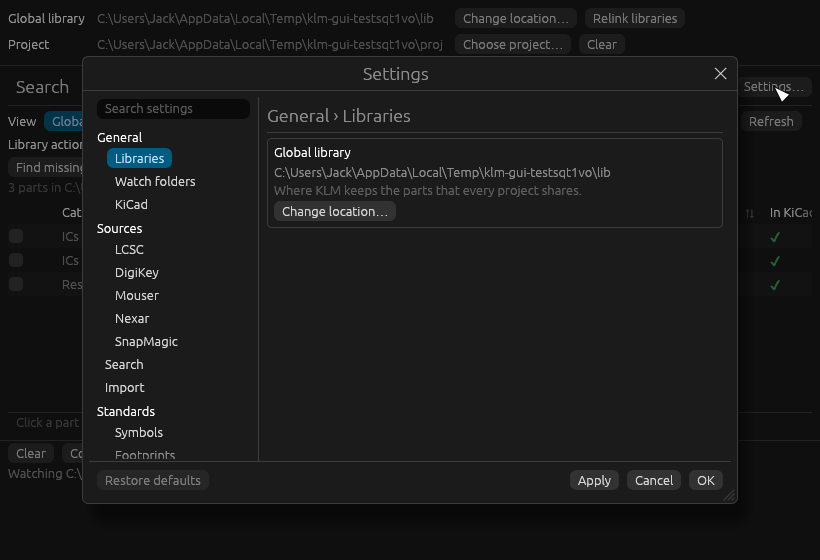 Global library C:\Users\Jack\AppData\Local\Temp\klm-gui-testsqt1vo\lib Change location… Relink libraries
Project C:\Users\Jack\AppData\Local\Temp\klm-gui-testsqt1vo\proj Choose project… Clear
Settings
Search Settings…
Search settings
General › Libraries
View Globa Refresh
General
Library action
Libraries
Global library
Find missing
C:\Users\Jack\AppData\Local\Temp\klm-gui-testsqt1vo\lib
Watch folders
3 parts in C:\
Where KLM keeps the parts that every project shares.
KiCad
Change location…
Cat In KiCad
Sources
ICs
LCSC
ICs
DigiKey
Res
Mouser
Nexar
SnapMagic
Search
Import
Standards
Click a part
Symbols
Clear Co
Footprints
Watching C:\
Restore defaults Apply Cancel OK